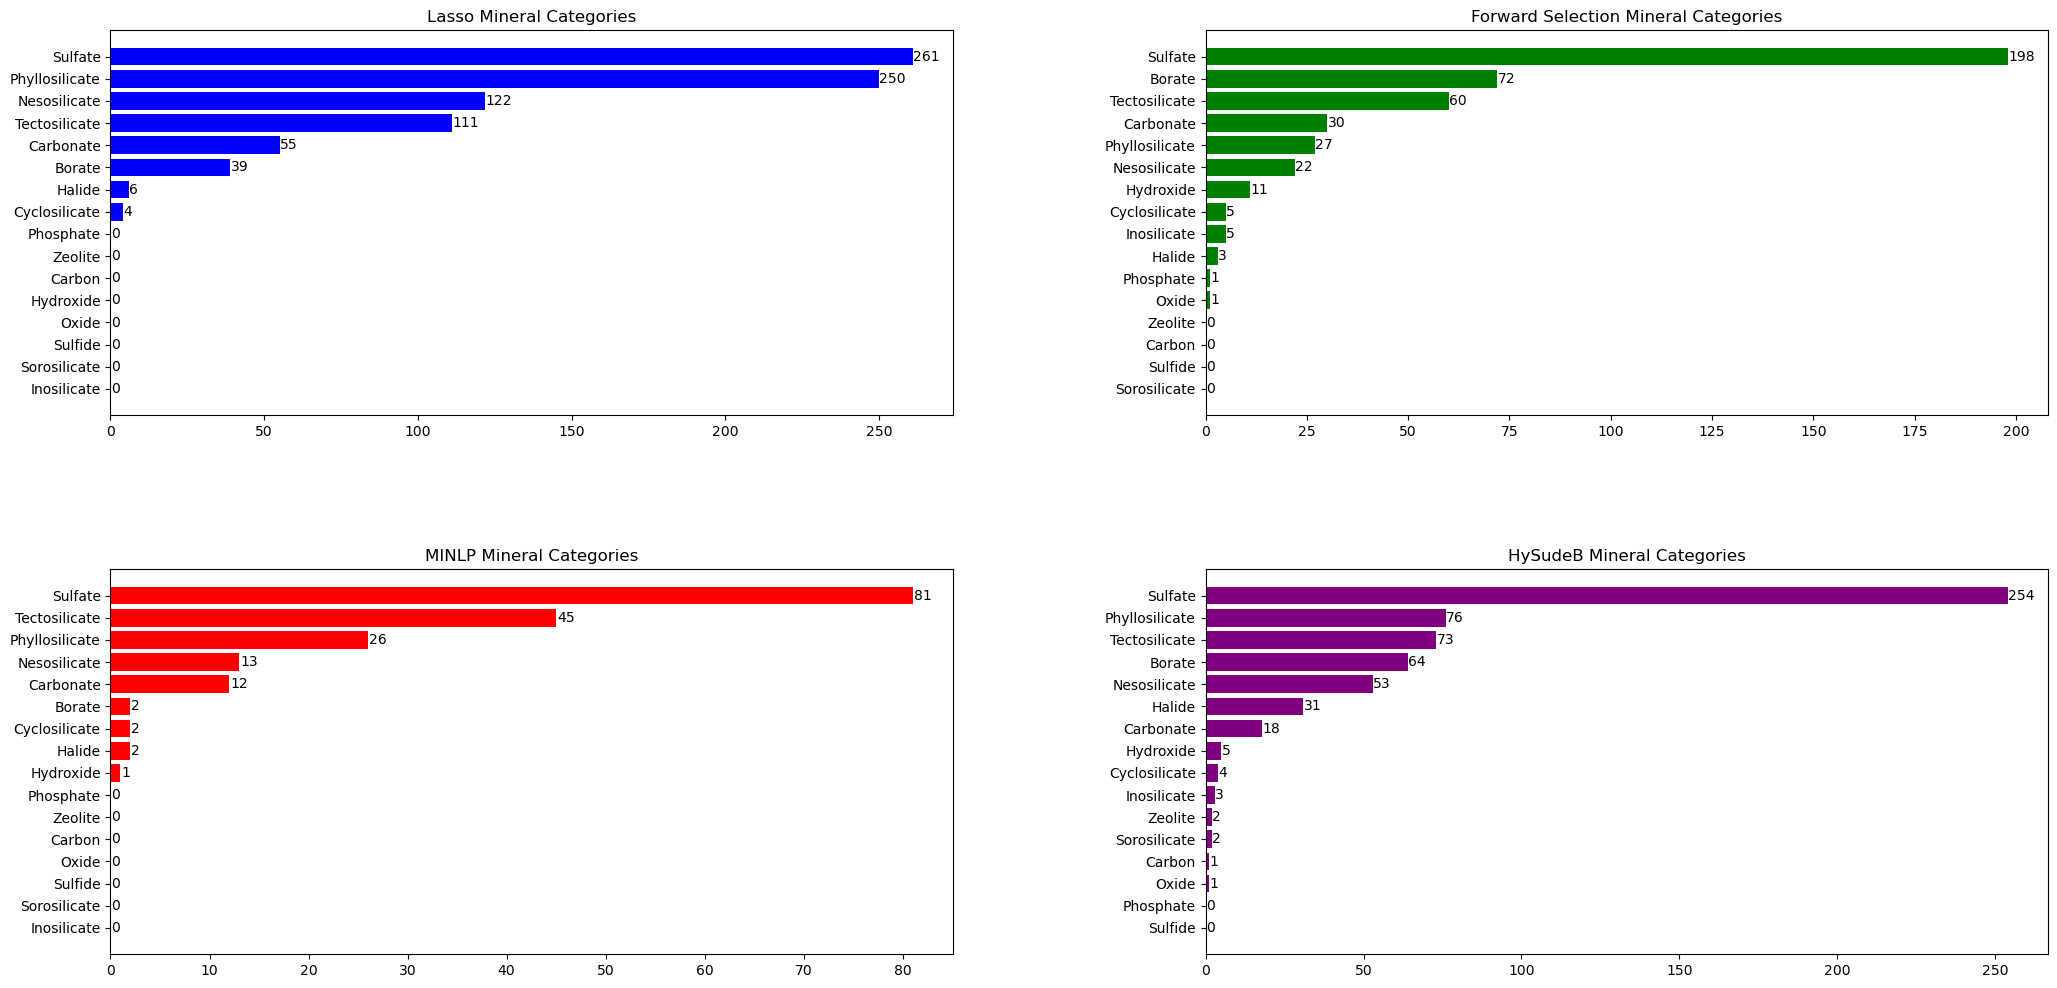 Lasso Mineral Categories
Sulfate 261
Phyllosilicate 250
Nesosilicate 122
Tectosilicate 111
Carbonate 55
Borate 39
Halide 6
Cyclosilicate 4
Phosphate 0
Zeolite 0
Carbon 0
Hydroxide 0
Oxide 0
Sulfide 0
Sorosilicate 0
Inosilicate 0
0 50 100 150 200 250
Forward Selection Mineral Categories
Sulfate 198
Borate 72
Tectosilicate 60
Carbonate 30
Phyllosilicate 27
Nesosilicate 22
Hydroxide 11
Cyclosilicate 5
Inosilicate 5
Halide 3
Phosphate 1
Oxide 1
Zeolite 0
Carbon 0
Sulfide 0
Sorosilicate 0
0 25 50 75 100 125 150 175 200
MINLP Mineral Categories
Sulfate 81
Tectosilicate 45
Phyllosilicate 26
Nesosilicate 13
Carbonate 12
Borate 2
Cyclosilicate 2
Halide 2
Hydroxide 1
Phosphate 0
Zeolite 0
Carbon 0
Oxide 0
Sulfide 0
Sorosilicate 0
Inosilicate 0
0 10 20 30 40 50 60 70 80
HySudeB Mineral Categories
Sulfate 254
Phyllosilicate 76
Tectosilicate 73
Borate 64
Nesosilicate 53
Halide 31
Carbonate 18
Hydroxide 5
Cyclosilicate 4
Inosilicate 3
Zeolite 2
Sorosilicate 2
Carbon 1
Oxide 1
Phosphate 0
Sulfide 0
0 50 100 150 200 250